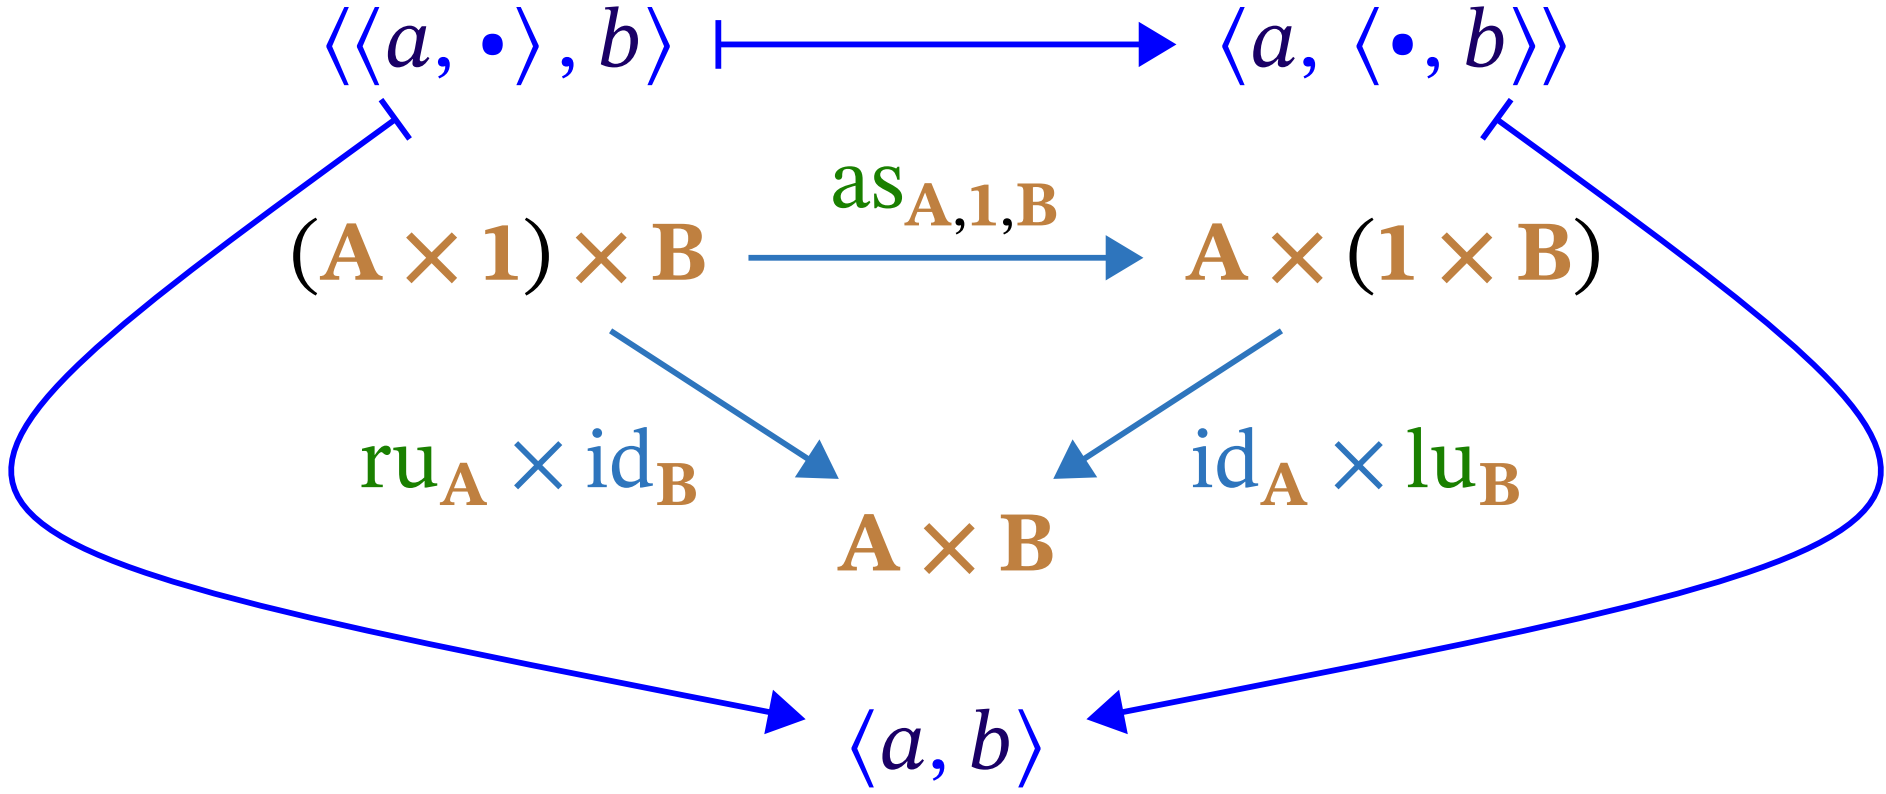 ⟨⟨a, •⟩, b⟩ ⟨a, ⟨•, b⟩⟩
as_{A,1,B}
(A × 1) × B A × (1 × B)
ru_A × id_B id_A × lu_B
A × B
⟨a, b⟩